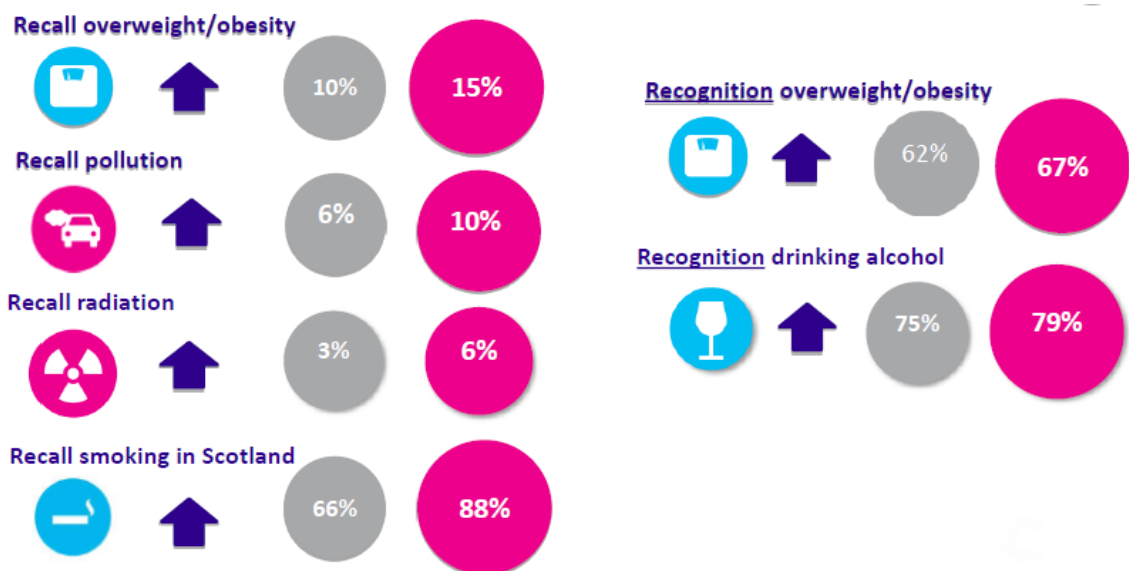 Recall overweight/obesity
10% 15%
Recall pollution
6% 10%
Recall radiation
3% 6%
Recall smoking in Scotland
66% 88%
Recognition overweight/obesity
62% 67%
Recognition drinking alcohol
75% 79%